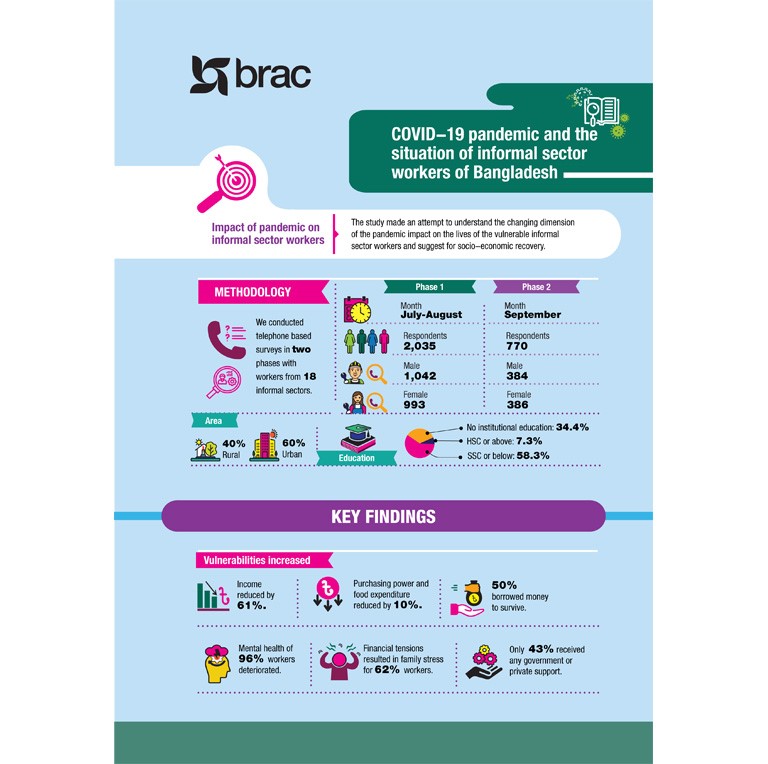 brac
COVID–19 pandemic and the
situation of informal sector
workers of Bangladesh
Impact of pandemic on
informal sector workers
The study made an attempt to understand the changing dimension
of the pandemic impact on the lives of the vulnerable informal
sector workers and suggest for socio–economic recovery.
METHODOLOGY
We conducted
telephone based
surveys in two
phases with
workers from 18
informal sectors.
Phase 1
Month
July-August
Respondents
2,035
Male
1,042
Female
993
Phase 2
Month
September
Respondents
770
Male
384
Female
386
Area
40%
Rural
60%
Urban
Education
No institutional education: 34.4%
HSC or above: 7.3%
SSC or below: 58.3%
KEY FINDINGS
Vulnerabilities increased
Income
reduced by
61%.
৳
৳
Purchasing power and
food expenditure
reduced by 10%.
৳
50%
borrowed money
to survive.
Mental health of
96% workers
deteriorated.
Financial tensions
resulted in family stress
for 62% workers.
Only 43% received
any government or
private support.